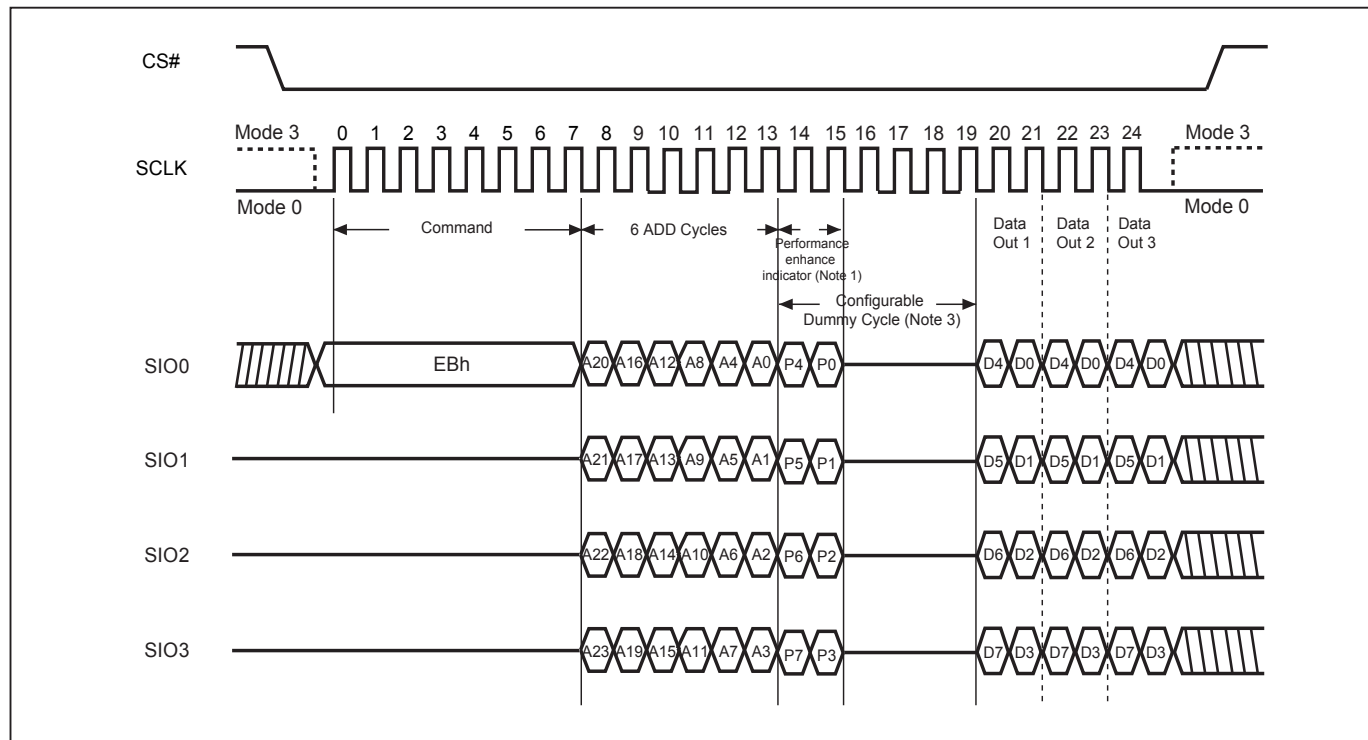 CS#
Mode 3 0 1 2 3 4 5 6 7 8 9 10 11 12 13 14 15 16 17 18 19 20 21 22 23 24 Mode 3
SCLK
Mode 0 Mode 0
Command 6 ADD Cycles Performance enhance indicator (Note 1) Data Out 1 Data Out 2 Data Out 3
Configurable
Dummy Cycle (Note 3)
SIO0 EBh A20 A16 A12 A8 A4 A0 P4 P0 D4 D0 D4 D0 D4 D0
SIO1 A21 A17 A13 A9 A5 A1 P5 P1 D5 D1 D5 D1 D5 D1
SIO2 A22 A18 A14 A10 A6 A2 P6 P2 D6 D2 D6 D2 D6 D2
SIO3 A23 A19 A15 A11 A7 A3 P7 P3 D7 D3 D7 D3 D7 D3